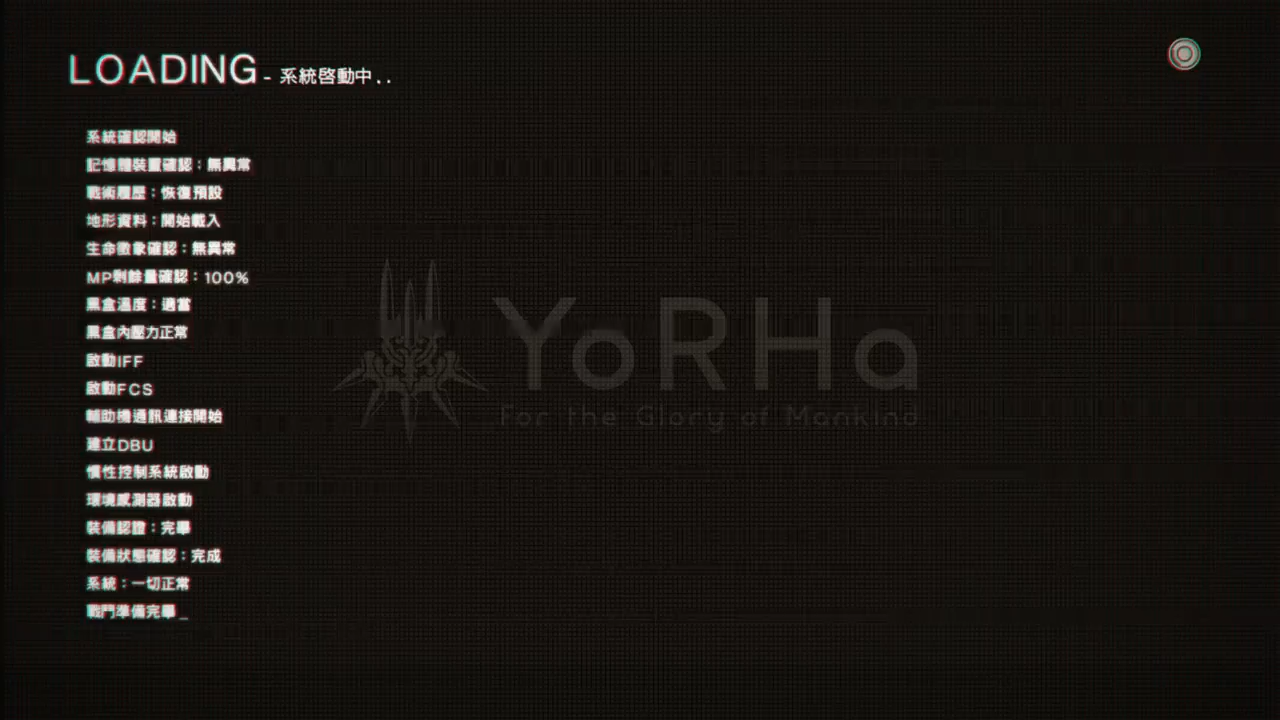 LOADING - 系統啓動中..
系統確認開始
記憶體裝置確認：無異常
戰術履歷：恢復預設
地形資料：開始載入
生命徵象確認：無異常
MP剩餘量確認：100%
黑盒溫度：適當
黑盒內壓力正常
啟動IFF
啟動FCS
輔助機通訊連接開始
建立DBU
慣性控制系統啟動
環境感測器啟動
裝備認證：完畢
裝備狀態確認：完成
系統：一切正常
戰鬥準備完畢_
YoRHa
For the Glory of Mankind